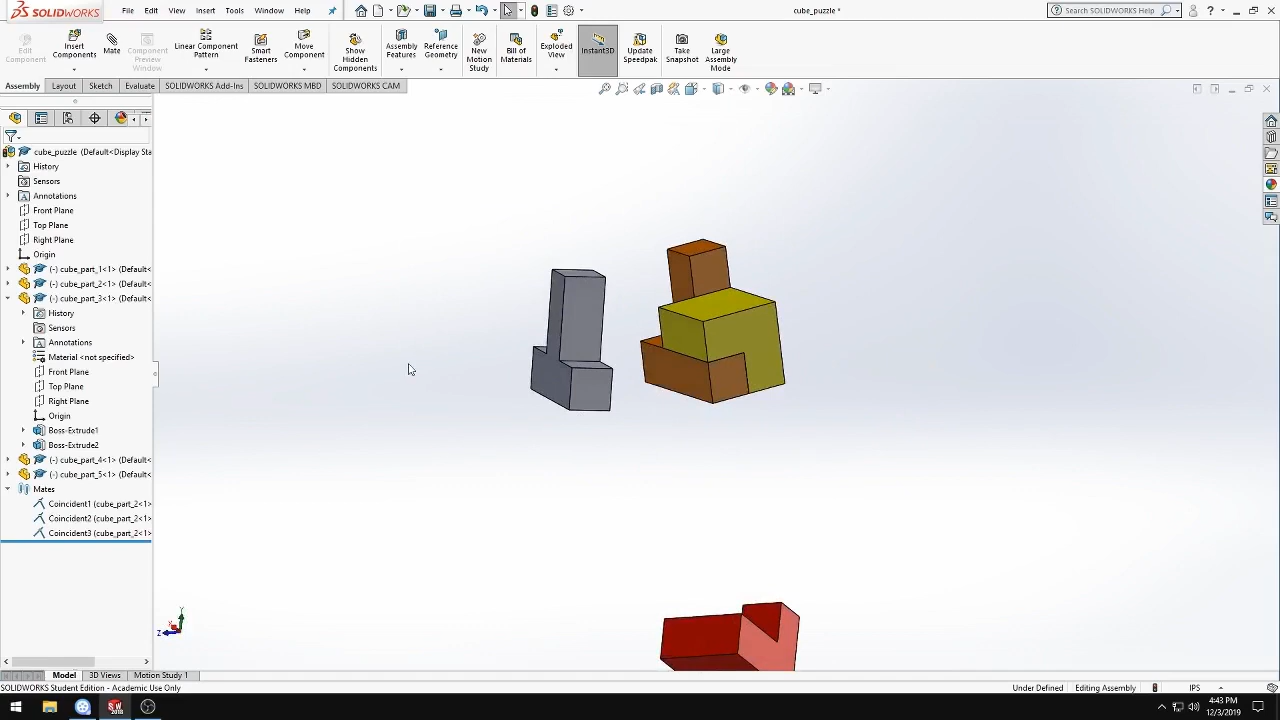 SOLIDWORKS File Edit View Insert Tools Window Help cube_puzzle * Search SOLIDWORKS Help
Edit Component
Insert Components
Mate
Component Preview Window
Linear Component Pattern
Smart Fasteners
Move Component
Show Hidden Components
Assembly Features
Reference Geometry
New Motion Study
Bill of Materials
Exploded View
Instant3D
Update Speedpak
Take Snapshot
Large Assembly Mode
Assembly Layout Sketch Evaluate SOLIDWORKS Add-Ins SOLIDWORKS MBD SOLIDWORKS CAM
cube_puzzle (Default<Display Sta
History
Sensors
Annotations
Front Plane
Top Plane
Right Plane
Origin
(-) cube_part_1<1> (Default<
(-) cube_part_2<1> (Default<
(-) cube_part_3<1> (Default<
History
Sensors
Annotations
Material <not specified>
Front Plane
Top Plane
Right Plane
Origin
Boss-Extrude1
Boss-Extrude2
(-) cube_part_4<1> (Default<
(-) cube_part_5<1> (Default<
Mates
Coincident1 (cube_part_2<1>
Coincident2 (cube_part_2<1>
Coincident3 (cube_part_2<1>
Y
X
Z
Model 3D Views Motion Study 1
SOLIDWORKS Student Edition - Academic Use Only Under Defined Editing Assembly IPS
4:43 PM
12/3/2019